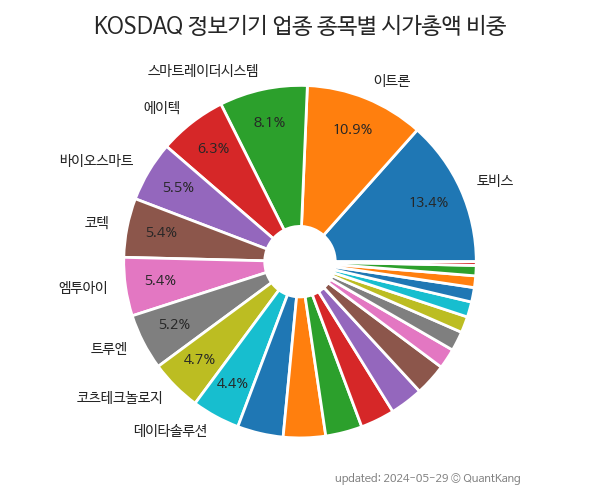 KOSDAQ 정보기기 업종 종목별 시가총액 비중
스마트레이더시스템
이트론
에이텍
8.1%
10.9%
6.3%
바이오스마트
토비스
5.5%
13.4%
코텍
5.4%
엠투아이
5.4%
트루엔
5.2%
4.7%
코츠테크놀로지
4.4%
데이타솔루션
updated: 2024-05-29 © QuantKang